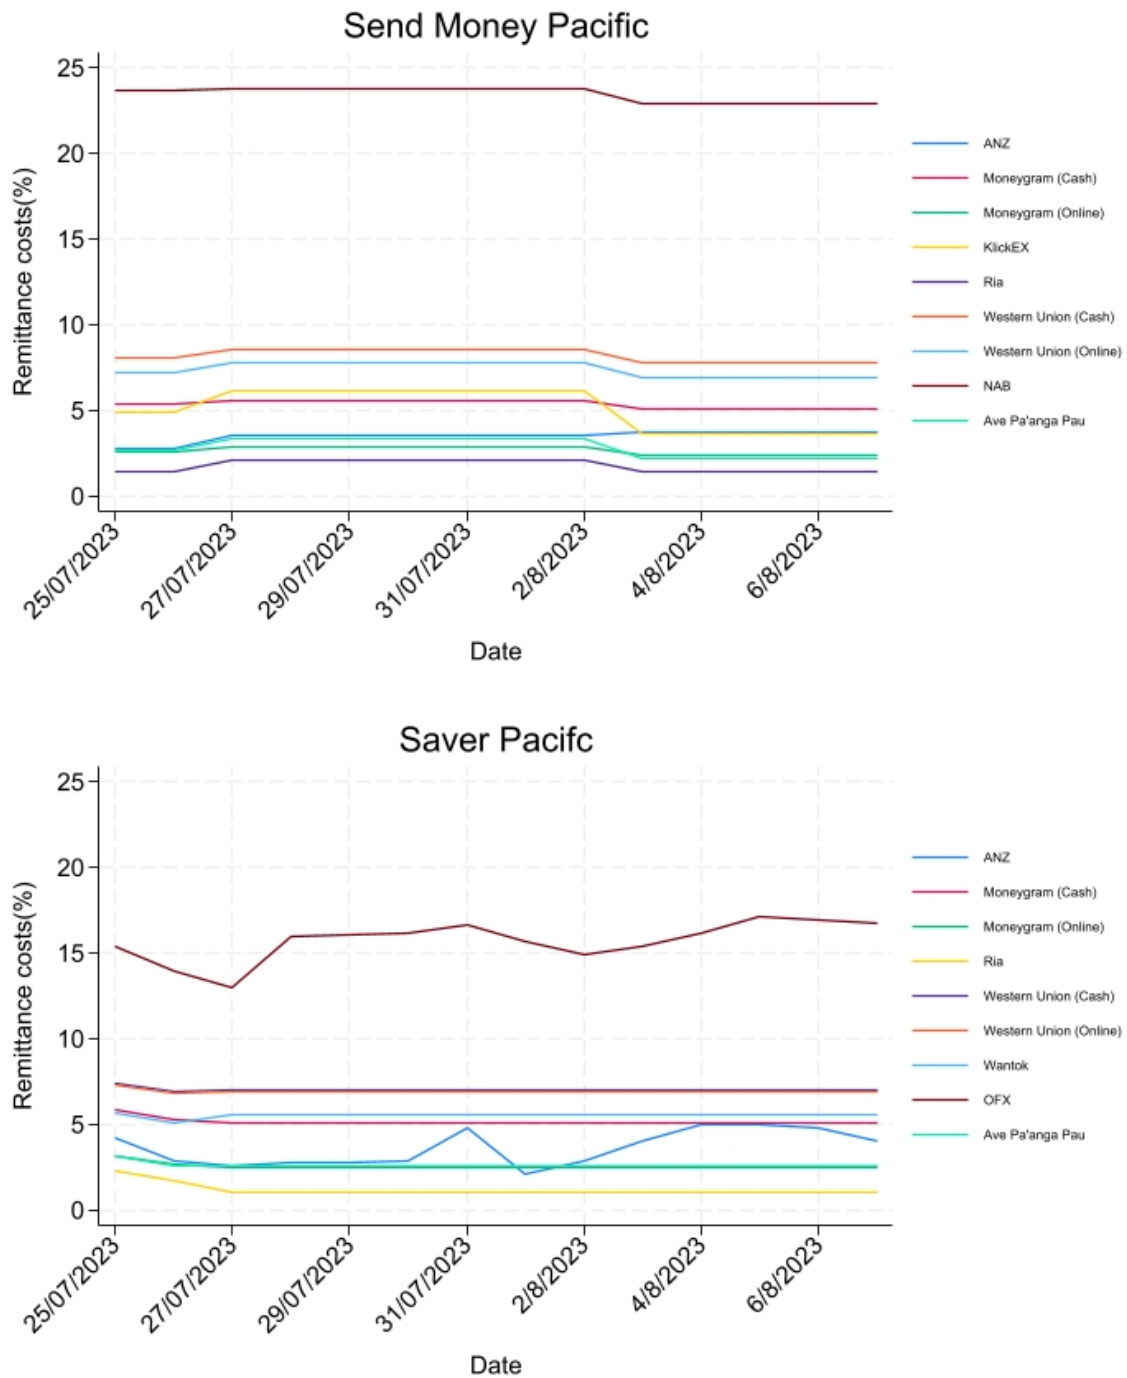 Send Money Pacific
Remittance costs(%)
25
20
15
10
5
0
25/07/2023
27/07/2023
29/07/2023
31/07/2023
2/8/2023
4/8/2023
6/8/2023
Date
ANZ
Moneygram (Cash)
Moneygram (Online)
KlickEX
Ria
Western Union (Cash)
Western Union (Online)
NAB
Ave Pa'anga Pau
Saver Pacifc
Remittance costs(%)
25
20
15
10
5
0
25/07/2023
27/07/2023
29/07/2023
31/07/2023
2/8/2023
4/8/2023
6/8/2023
Date
ANZ
Moneygram (Cash)
Moneygram (Online)
Ria
Western Union (Cash)
Western Union (Online)
Wantok
OFX
Ave Pa'anga Pau